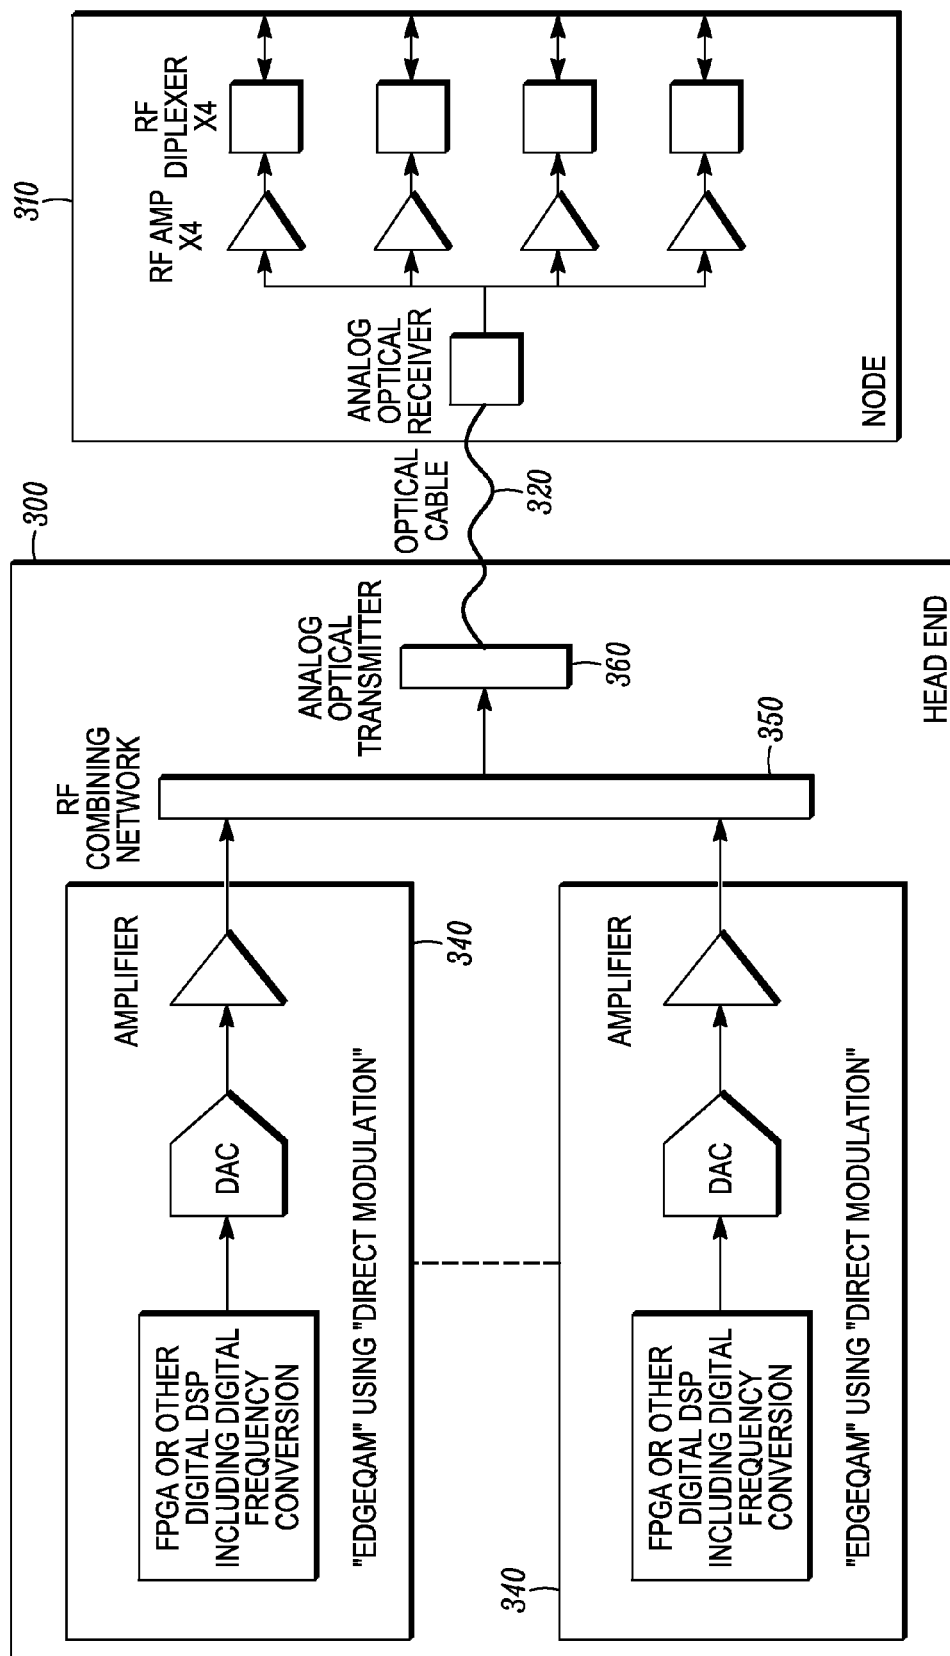 300
RF
COMBINING
NETWORK
ANALOG
OPTICAL
TRANSMITTER
AMPLIFIER
DAC
FPGA OR OTHER
DIGITAL DSP
INCLUDING DIGITAL
FREQUENCY
CONVERSION
"EDGEQAM" USING "DIRECT MODULATION"
340
360
350
340
AMPLIFIER
DAC
FPGA OR OTHER
DIGITAL DSP
INCLUDING DIGITAL
FREQUENCY
CONVERSION
"EDGEQAM" USING "DIRECT MODULATION"
HEAD END
OPTICAL
CABLE
320
310
RF AMP
X4
RF
DIPLEXER
X4
ANALOG
OPTICAL
RECEIVER
NODE